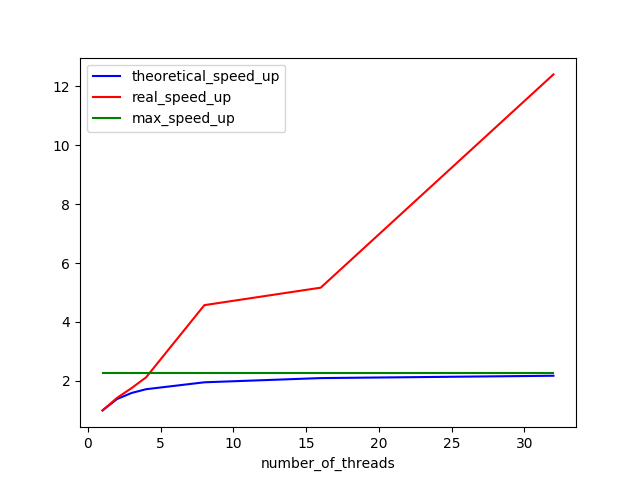 theoretical_speed_up
real_speed_up
max_speed_up
12
10
8
6
4
2
0 5 10 15 20 25 30
number_of_threads